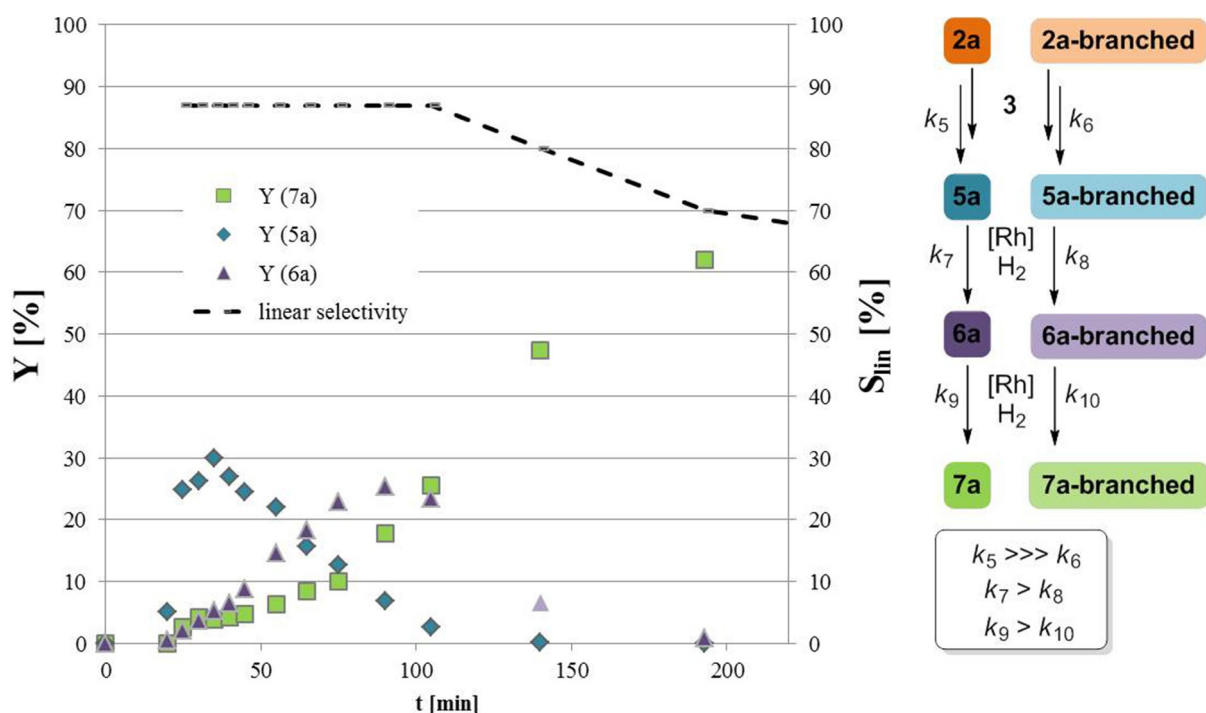 100
90
80
70
60
50
40
30
20
10
0
Y [%]
0
50
100
150
200
t [min]
Y (7a)
Y (5a)
Y (6a)
linear selectivity
100
90
80
70
60
50
40
30
20
10
0
S_lin [%]
2a 2a-branched
k5 3 k6
5a 5a-branched
k7 [Rh] k8
H2
6a 6a-branched
k9 [Rh] k10
H2
7a 7a-branched
k5 >>> k6
k7 > k8
k9 > k10